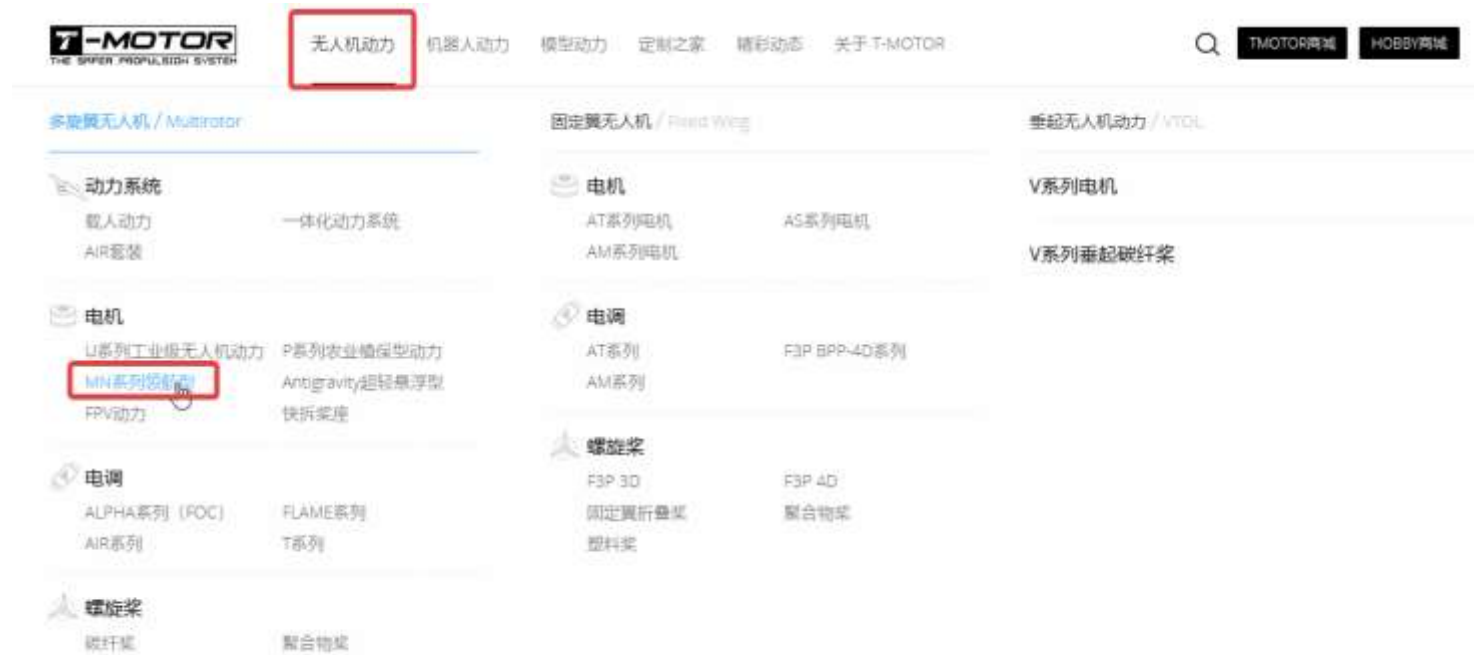 T-MOTOR
THE SAFER PROPULSION SYSTEM
无人机动力 机器人动力 模型动力 定制之家 精彩动态 关于 T-MOTOR TMOTOR商城 HOBBY商城
多旋翼无人机 / Multirotor
动力系统
载人动力 一体化动力系统
AIR套装
电机
U系列工业级无人机动力 P系列农业植保型动力
MN系列领航型 Antigravity超轻悬浮型
FPV动力 快拆桨座
电调
ALPHA系列（FOC） FLAME系列
AIR系列 T系列
螺旋桨
碳纤桨 聚合物桨
固定翼无人机 / Fixed Wing
电机
AT系列电机 AS系列电机
AM系列电机
电调
AT系列 F3P BPP-4D系列
AM系列
螺旋桨
F3P 3D F3P 4D
固定翼折叠桨 聚合物桨
塑料桨
垂起无人机动力 / VTOL
V系列电机
V系列垂起碳纤桨